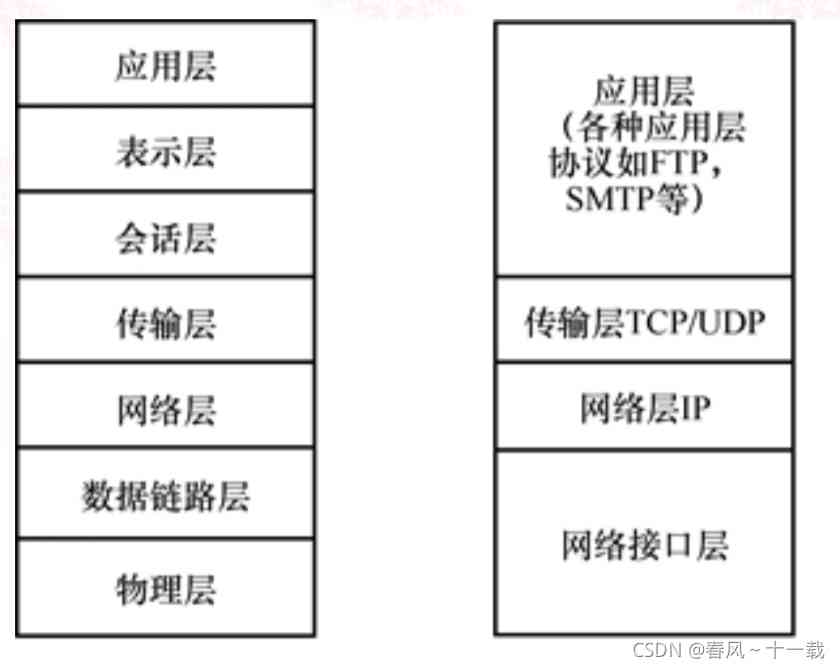 应用层
表示层
会话层
传输层
网络层
数据链路层
物理层
应用层
（各种应用层
协议如FTP，
SMTP等）
传输层TCP/UDP
网络层IP
网络接口层
CSDN @春风～十一载